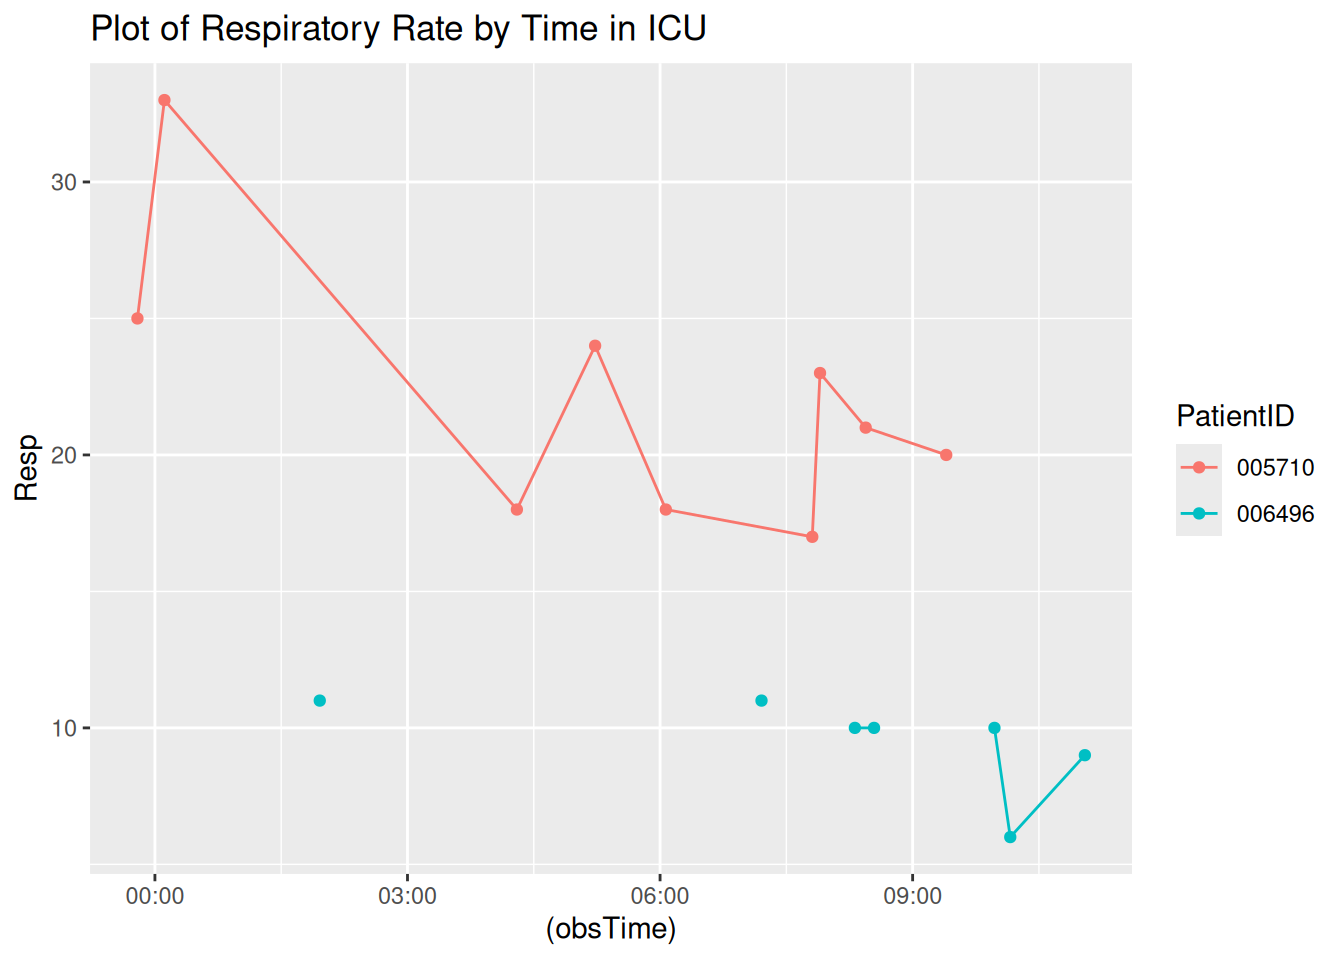 Plot of Respiratory Rate by Time in ICU
30
20
10
Resp
00:00 03:00 06:00 09:00
(obsTime)
PatientID
005710
006496